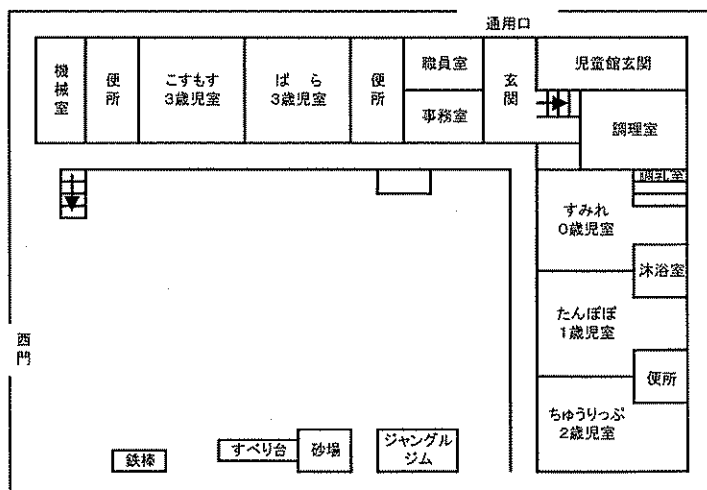 通用口
機械室
便所
こすもす
3歳児室
ばら
3歳児室
便所
職員室
事務室
玄関
児童館玄関
調理室
調乳室
すみれ
0歳児室
沐浴室
たんぽぽ
1歳児室
便所
ちゅうりっぷ
2歳児室
西門
鉄棒
すべり台
砂場
ジャングル
ジム